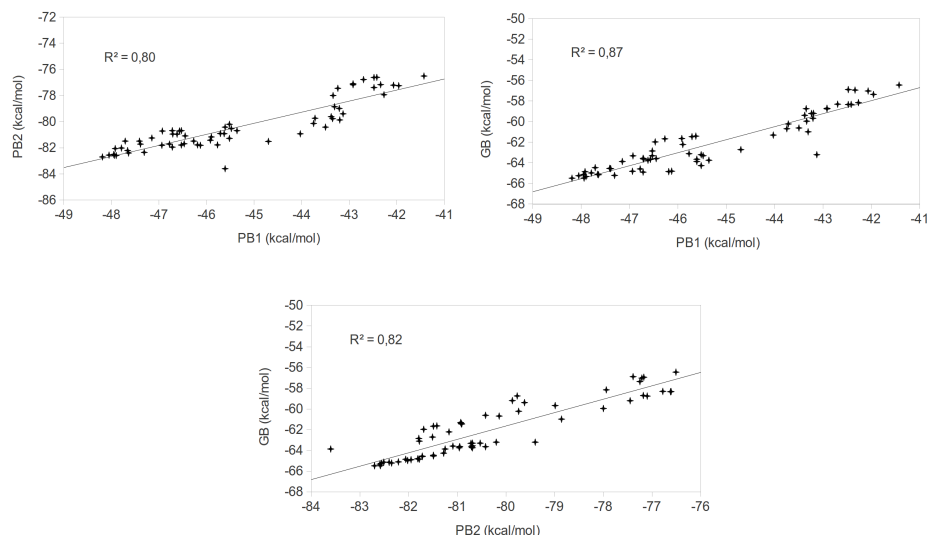 -72
-74
-76
-78
-80
-82
-84
-86
PB2 (kcal/mol)
R² = 0,80
-49 -48 -47 -46 -45 -44 -43 -42 -41
PB1 (kcal/mol)
-50
-52
-54
-56
-58
-60
-62
-64
-66
-68
GB (kcal/mol)
R² = 0,87
-49 -48 -47 -46 -45 -44 -43 -42 -41
PB1 (kcal/mol)
-50
-52
-54
-56
-58
-60
-62
-64
-66
-68
GB (kcal/mol)
R² = 0,82
-84 -83 -82 -81 -80 -79 -78 -77 -76
PB2 (kcal/mol)